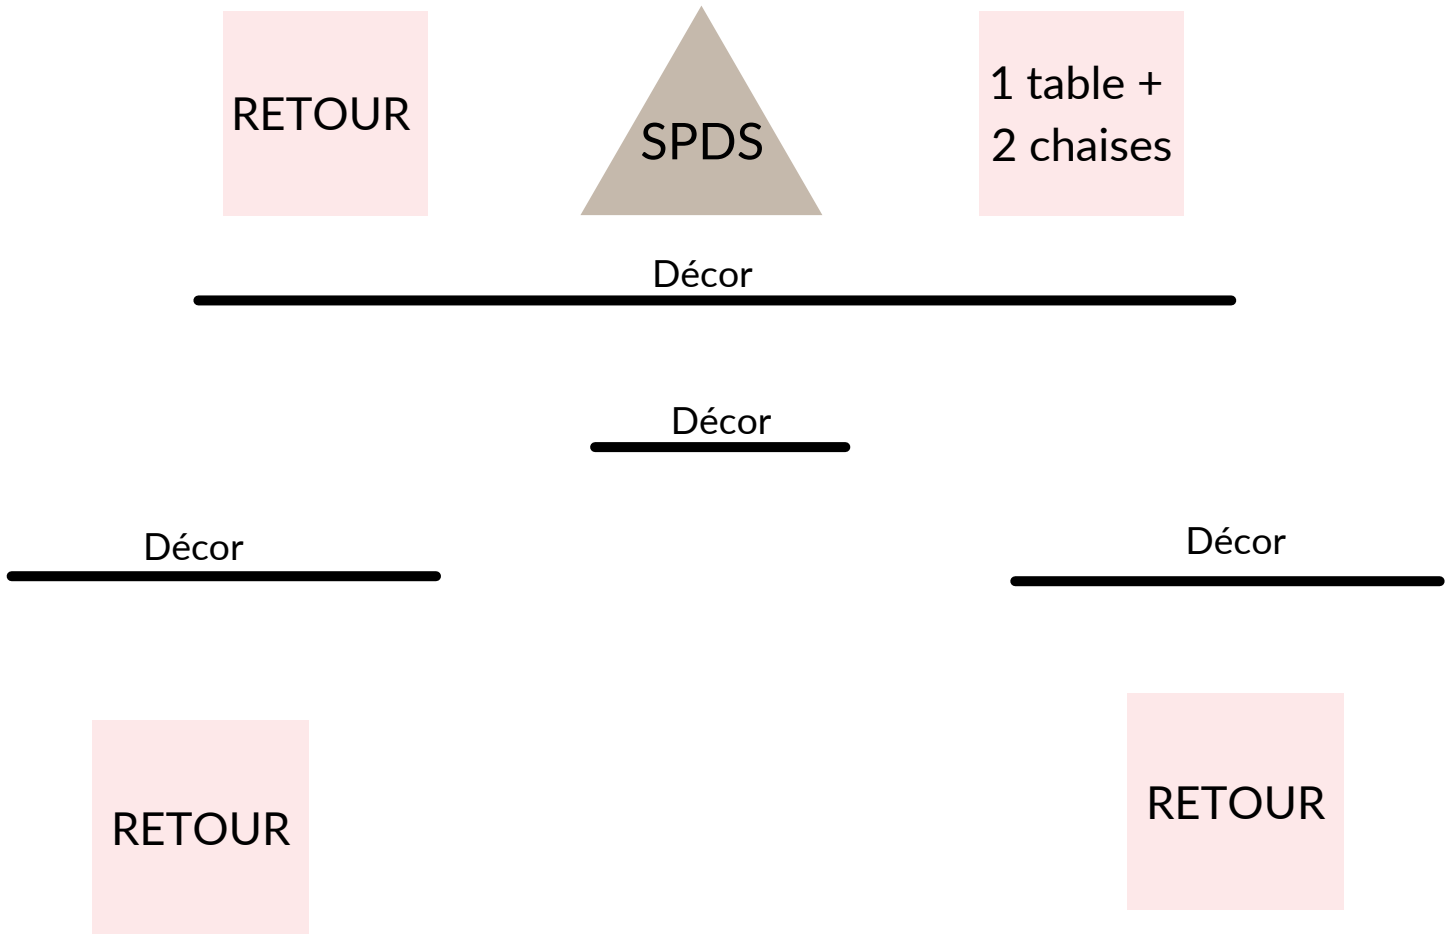 RETOUR
SPDS
1 table +
2 chaises
Décor
Décor
Décor
Décor
RETOUR
RETOUR